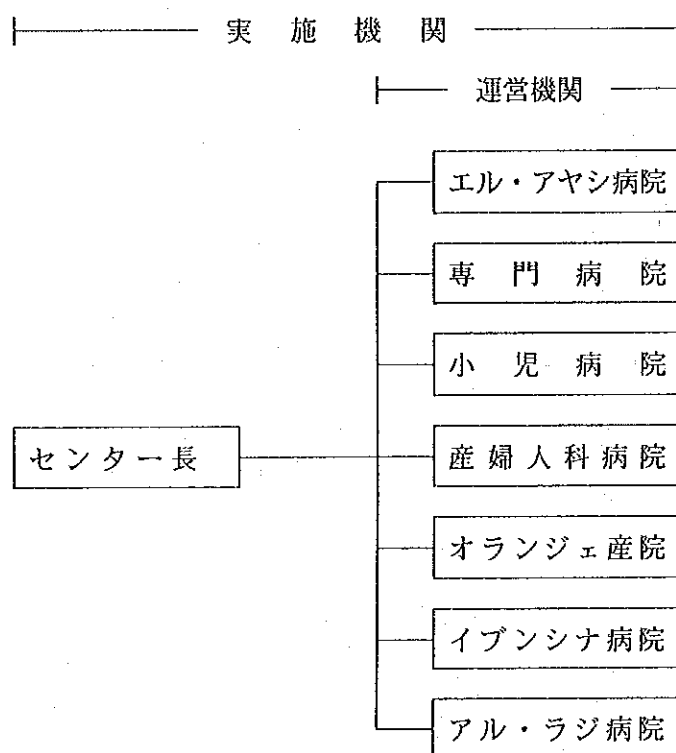 実施機関
運営機関
エル・アヤシ病院
専門病院
小児病院
センター長
産婦人科病院
オランジェ産院
イブンシナ病院
アル・ラジ病院